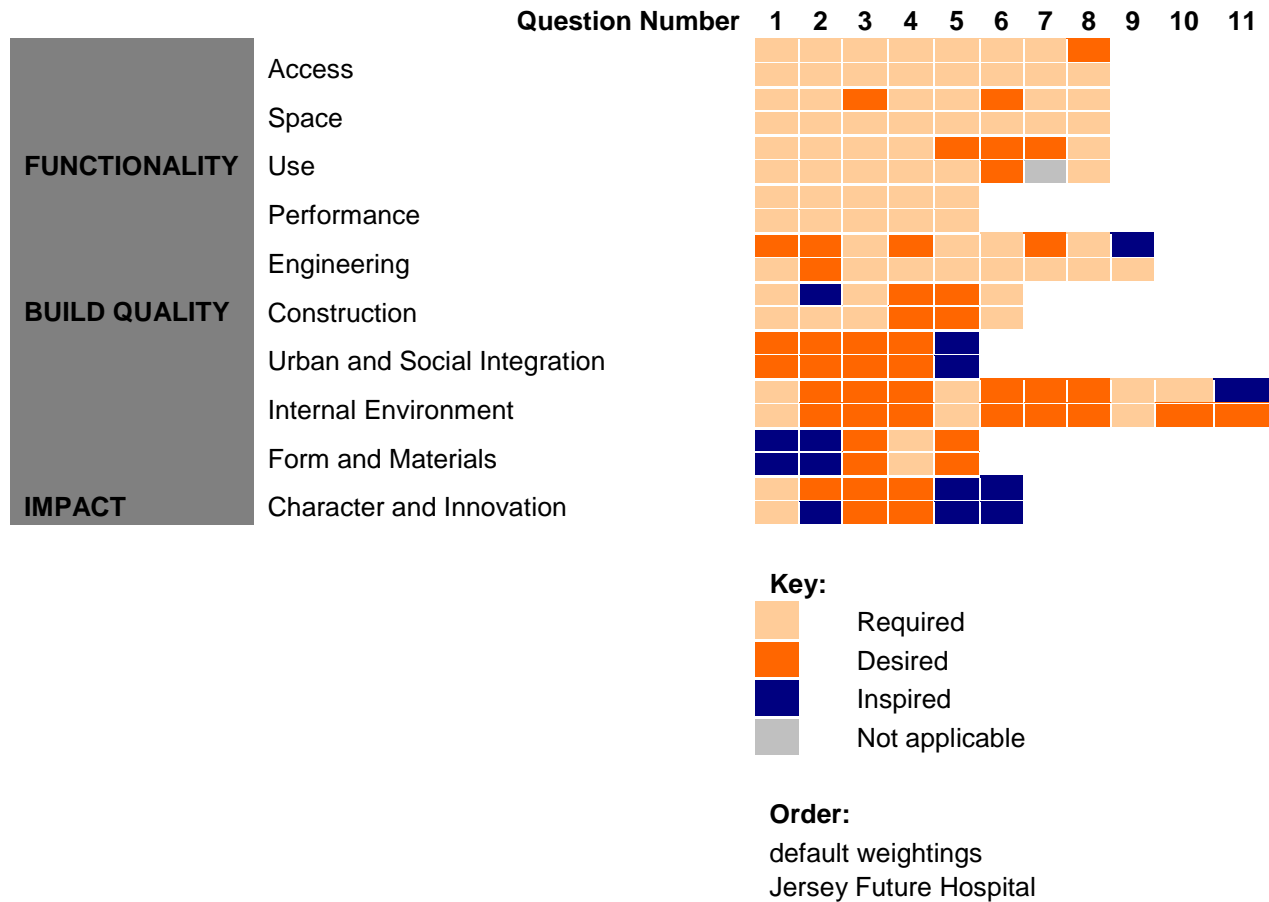 Question Number 1 2 3 4 5 6 7 8 9 10 11
Access
Space
FUNCTIONALITY Use
Performance
Engineering
BUILD QUALITY Construction
Urban and Social Integration
Internal Environment
Form and Materials
IMPACT Character and Innovation
Key:
Required
Desired
Inspired
Not applicable
Order:
default weightings
Jersey Future Hospital